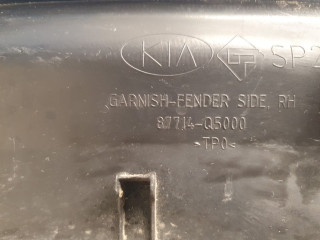 KIA SP2
GARNISH-FENDER SIDE, RH
87714-Q5000
>TPO<